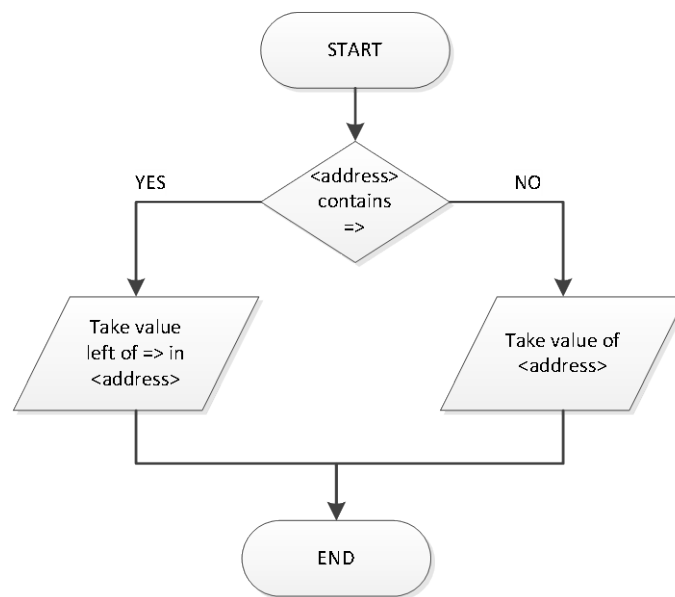 START
YES
<address>
contains
=>
NO
Take value
left of => in
<address>
Take value of
<address>
END